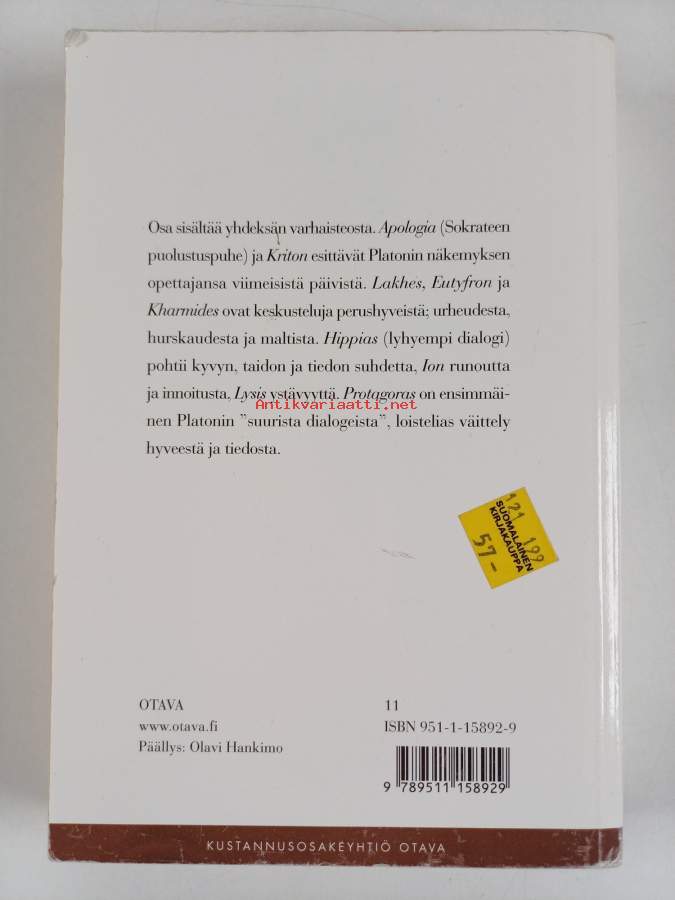 Osa sisältää yhdeksän varhaisteosta. Apologia (Sokrateen
puolustuspuhe) ja Kriton esittävät Platonin näkemyksen
opettajansa viimeisistä päivistä. Lakhes, Eutyfron ja
Kharmides ovat keskusteluja perushyveistä; urheudesta,
hurskaudesta ja maltista. Hippias (lyhyempi dialogi)
pohtii kyvyn, taidon ja tiedon suhdetta, Ion runoutta
ja innoitusta, Lysis ystävyyttä. Protagoras on ensimmäi-
Antikvariaatti.net
nen Platonin ”suurista dialogeista”, loistelias väittely
hyveestä ja tiedosta.
121 199
SUOMALAINEN
KIRJAKAUPPA
57-
OTAVA
www.otava.fi
Päällys: Olavi Hankimo
11
ISBN 951-1-15892-9
9 789511 158929
KUSTANNUSOSAKEYHTIÖ OTAVA